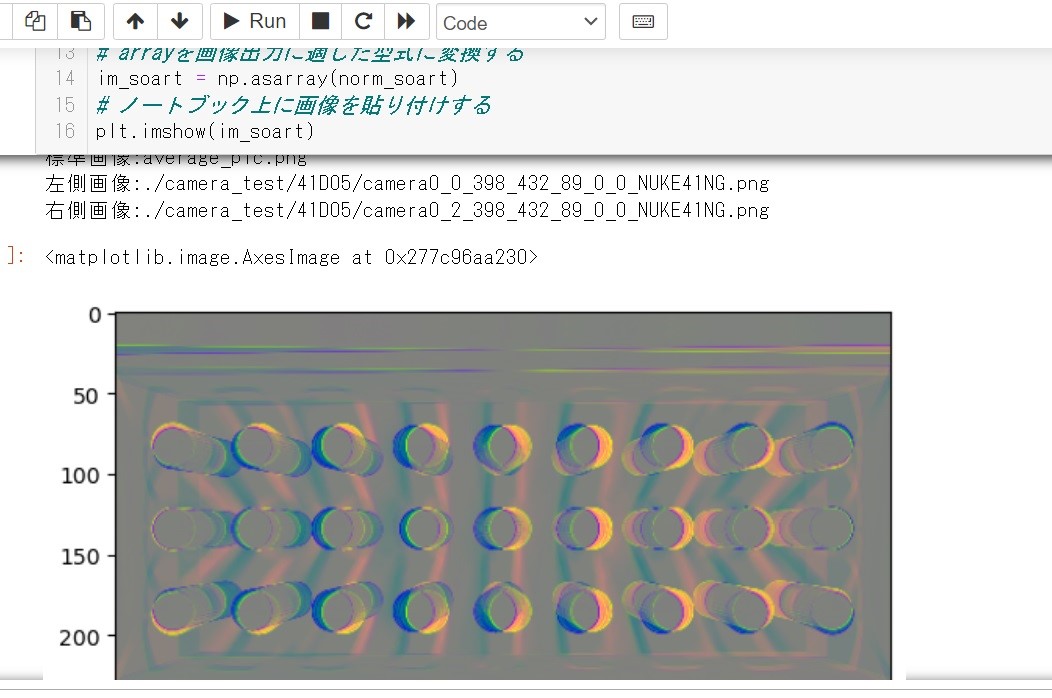 Run
Code
13 # arrayを画像出力に適した型式に変換する
14 im_soart = np.asarray(norm_soart)
15 # ノートブック上に画像を貼り付けする
16 plt.imshow(im_soart)
標準画像:average_pic.png
左側画像:./camera_test/41D05/camera0_0_398_432_89_0_0_NUKE41NG.png
右側画像:./camera_test/41D05/camera0_2_398_432_89_0_0_NUKE41NG.png
]: <matplotlib.image.AxesImage at 0x277c96aa230>
0
50
100
150
200